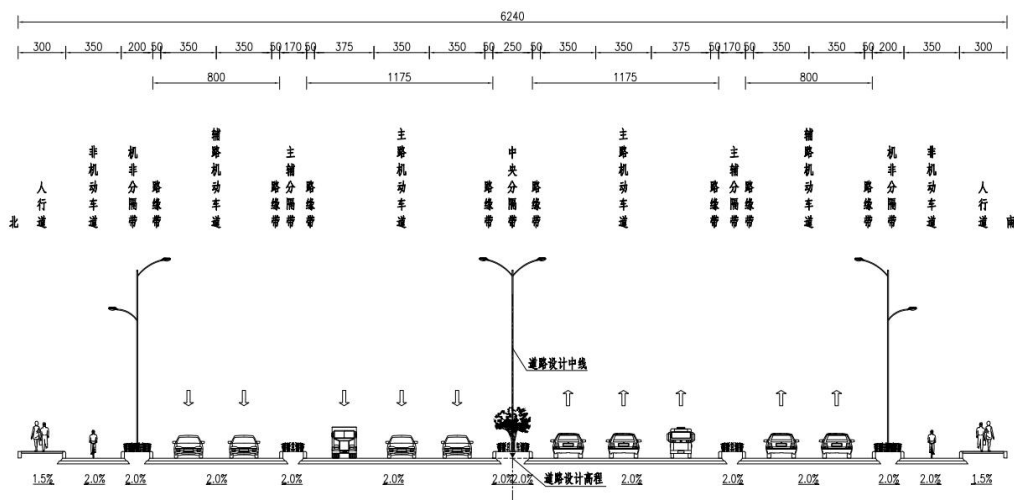 6240
300 350 200 50 350 350 50 170 50 375 350 350 50 250 50 350 350 375 50 170 50 350 350 50 200 350 300
800 1175 1175 800
北
人行道
非机动车道
机非分隔带
路缘带
辅路机动车道
路缘带
主辅分隔带
路缘带
主路机动车道
路缘带
中央分隔带
路缘带
主路机动车道
路缘带
主辅分隔带
路缘带
辅路机动车道
路缘带
机非分隔带
非机动车道
人行道
南
道路设计中线
道路设计高程
1.5% 2.0% 2.0% 2.0% 2.0% 2.0% 2.0% 2.0% 2.0% 2.0% 2.0% 2.0% 2.0% 1.5%